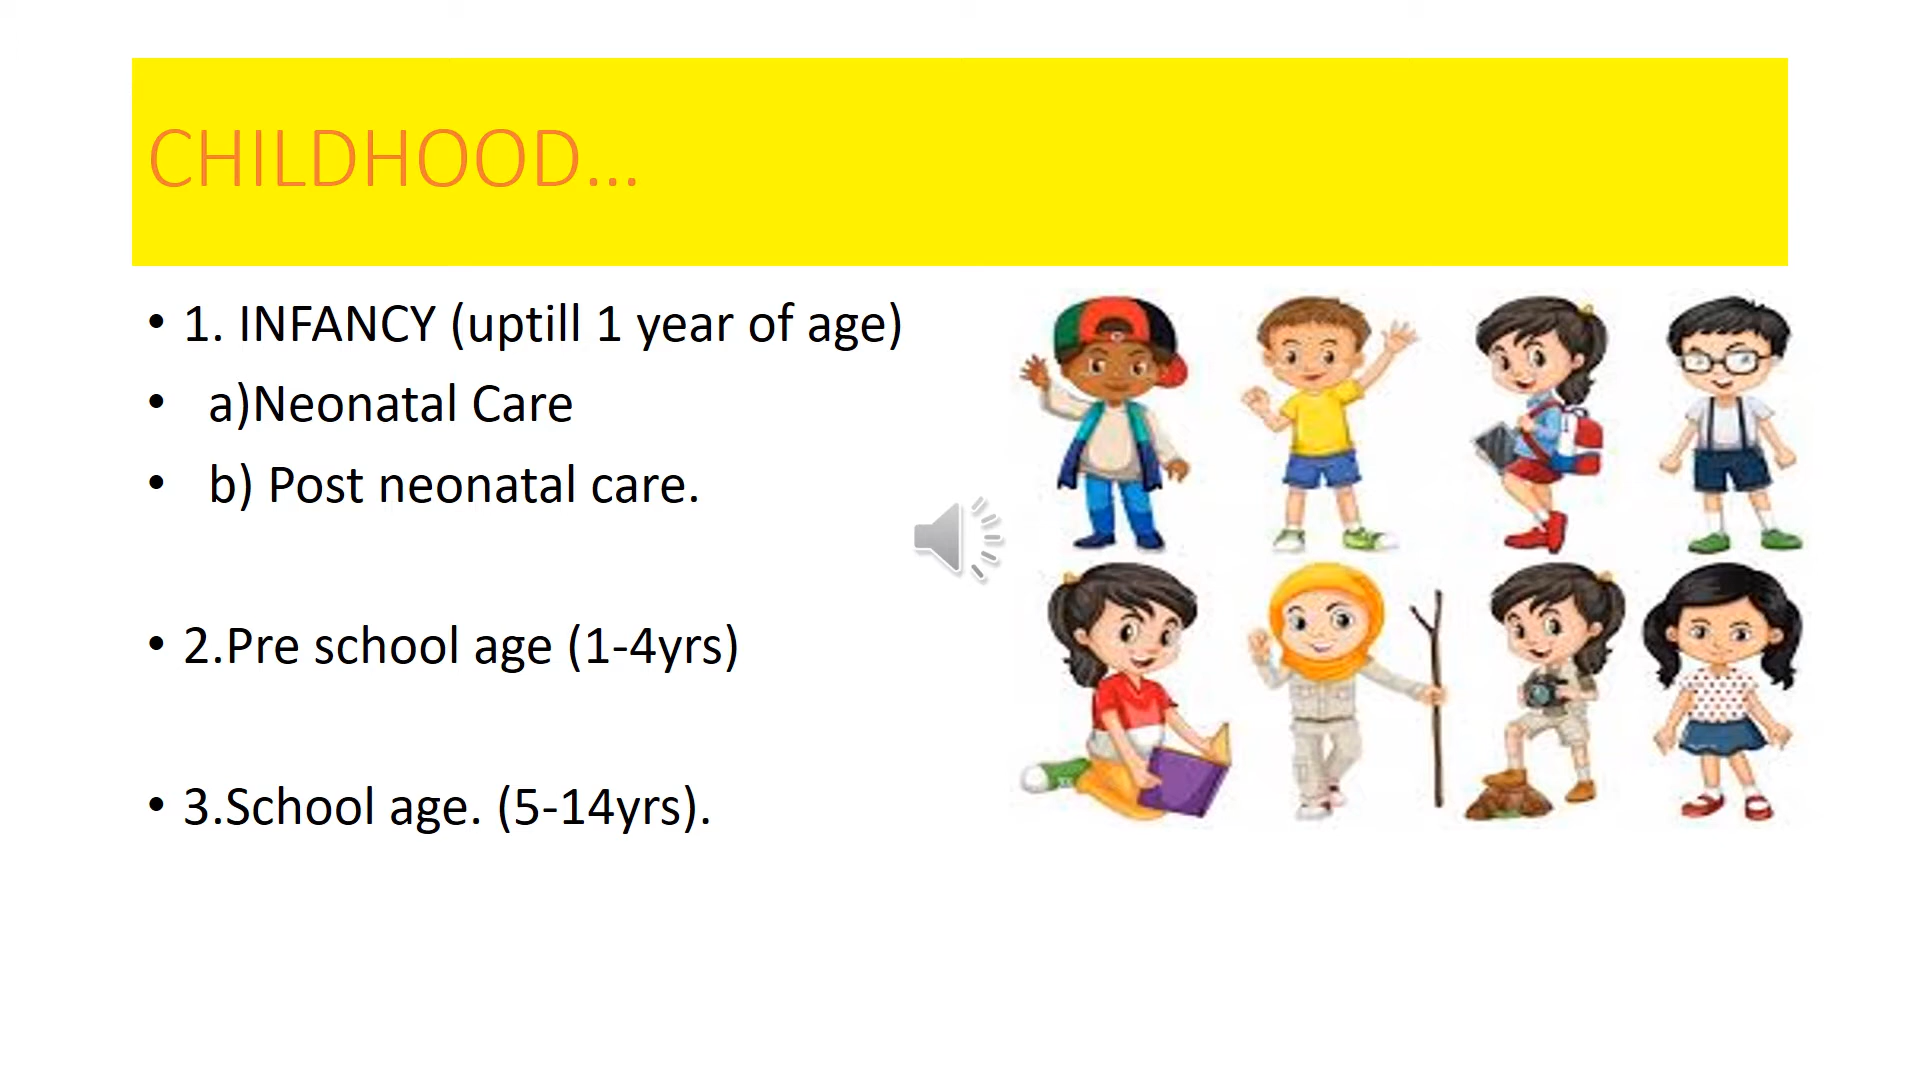 CHILDHOOD...
• 1. INFANCY (uptill 1 year of age)
• a)Neonatal Care
• b) Post neonatal care.
• 2.Pre school age (1-4yrs)
• 3.School age. (5-14yrs).